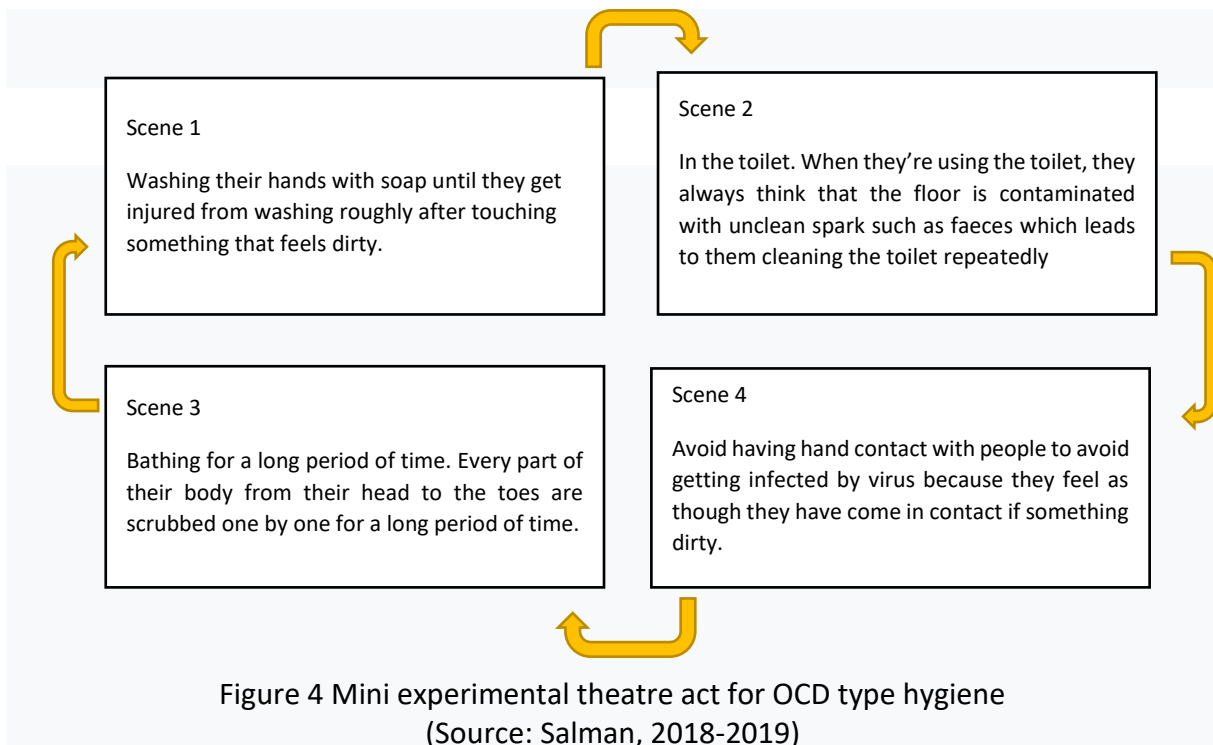 Scene 1
Washing their hands with soap until they get
injured from washing roughly after touching
something that feels dirty.
Scene 2
In the toilet. When they’re using the toilet, they
always think that the floor is contaminated
with unclean spark such as faeces which leads
to them cleaning the toilet repeatedly
Scene 3
Bathing for a long period of time. Every part of
their body from their head to the toes are
scrubbed one by one for a long period of time.
Scene 4
Avoid having hand contact with people to avoid
getting infected by virus because they feel as
though they have come in contact if something
dirty.
Figure 4 Mini experimental theatre act for OCD type hygiene
(Source: Salman, 2018-2019)